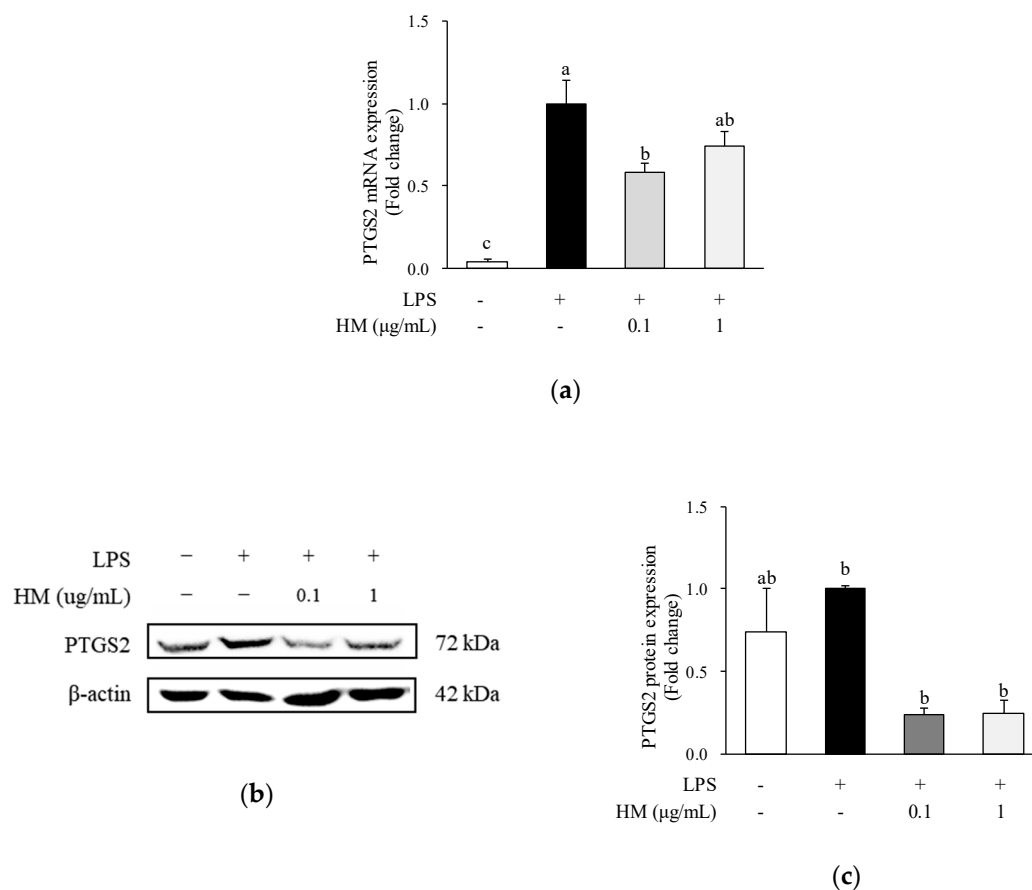 PTGS2 mRNA expression
(Fold change)
1.5
1.0
0.5
0.0
c
a
b
ab
LPS - + + +
HM (μg/mL) - - 0.1 1
(a)
LPS − + + +
HM (ug/mL) − − 0.1 1
PTGS2 72 kDa
β-actin 42 kDa
(b)
PTGS2 protein expression
(Fold change)
1.5
1.0
0.5
0.0
ab
b
b
b
LPS - + + +
HM (μg/mL) - - 0.1 1
(c)